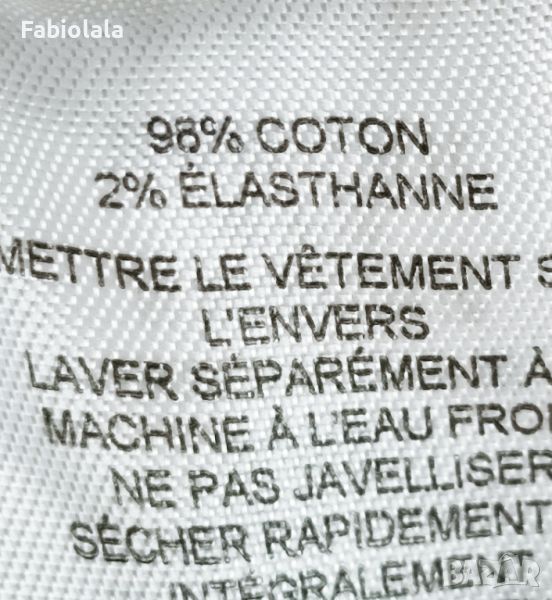 Fabiolala
98% COTON
2% ÉLASTHANNE
METTRE LE VÊTEMENT S
L'ENVERS
LAVER SÉPARÉMENT À
MACHINE À L'EAU FROI
NE PAS JAVELLISER
SÉCHER RAPIDEMENT
INTÉGRALEMENT